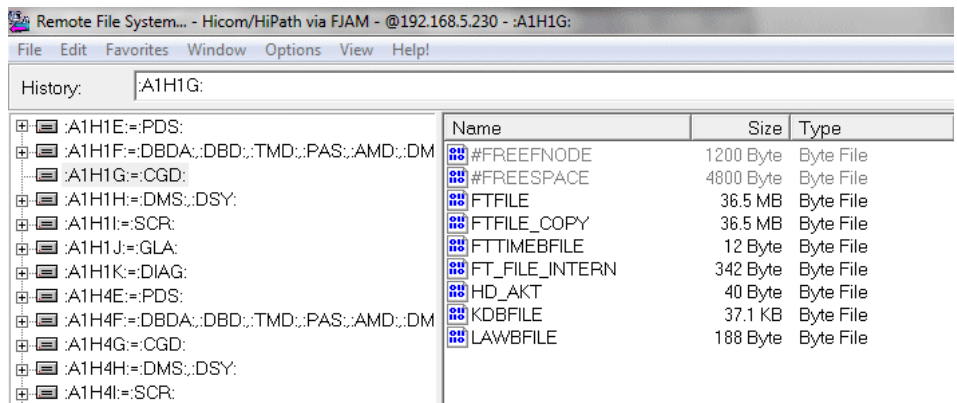 Remote File System... - Hicom/HiPath via FJAM - @192.168.5.230 - :A1H1G:
File Edit Favorites Window Options View Help!
History: :A1H1G:
:A1H1E:=:PDS:
:A1H1F:=:DBDA:,:DBD:,:TMD:,:PAS:,:AMD:,:DM
:A1H1G:=:CGD:
:A1H1H:=:DMS:,:DSY:
:A1H1I:=:SCR:
:A1H1J:=:GLA:
:A1H1K:=:DIAG:
:A1H4E:=:PDS:
:A1H4F:=:DBDA:,:DBD:,:TMD:,:PAS:,:AMD:,:DM
:A1H4G:=:CGD:
:A1H4H:=:DMS:,:DSY:
:A1H4I:=:SCR:
Name Size Type
#FREEFNODE 1200 Byte Byte File
#FREESPACE 4800 Byte Byte File
FTFILE 36.5 MB Byte File
FTFILE_COPY 36.5 MB Byte File
FTTIMEBFILE 12 Byte Byte File
FT_FILE_INTERN 342 Byte Byte File
HD_AKT 40 Byte Byte File
KDBFILE 37.1 KB Byte File
LAWBFILE 188 Byte Byte File